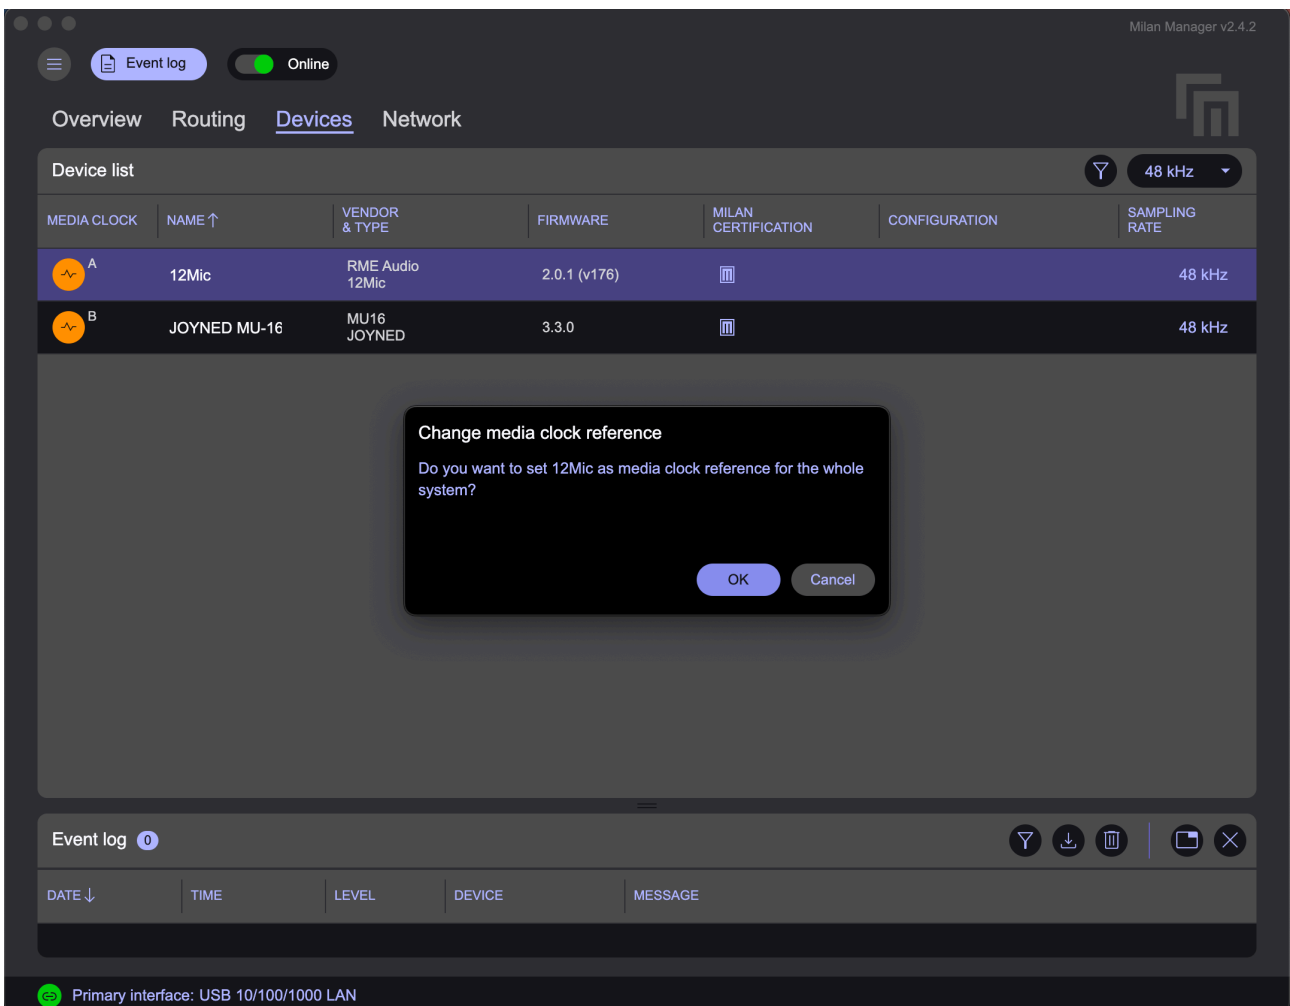 Milan Manager v2.4.2
Event log
Online
Overview Routing Devices Network
Device list
48 kHz
MEDIA CLOCK NAME↑ VENDOR & TYPE FIRMWARE MILAN CERTIFICATION CONFIGURATION SAMPLING RATE
A 12Mic RME Audio 12Mic 2.0.1 (v176) 48 kHz
B JOYNED MU-16 MU16 JOYNED 3.3.0 48 kHz
Change media clock reference
Do you want to set 12Mic as media clock reference for the whole
system?
OK Cancel
Event log 0
DATE↓ TIME LEVEL DEVICE MESSAGE
Primary interface: USB 10/100/1000 LAN